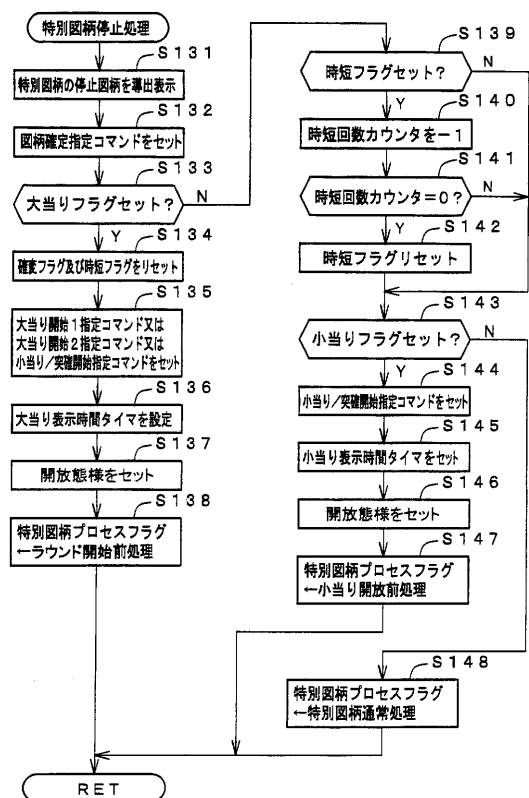 特別図柄停止処理
S131
特別図柄の停止図柄を導出表示
S132
図柄確定指定コマンドをセット
S133
大当りフラグセット？
N
Y
S134
確変フラグ及び時短フラグをリセット
S135
大当り開始1指定コマンド又は
大当り開始2指定コマンド又は
小当り／突確開始指定コマンドをセット
S136
大当り表示時間タイマを設定
S137
開放態様をセット
S138
特別図柄プロセスフラグ
←ラウンド開始前処理
S139
時短フラグセット？
N
Y
S140
時短回数カウンタを－1
S141
時短回数カウンタ＝0？
N
Y
S142
時短フラグリセット
S143
小当りフラグセット？
N
Y
S144
小当り／突確開始指定コマンドをセット
S145
小当り表示時間タイマをセット
S146
開放態様をセット
S147
特別図柄プロセスフラグ
←小当り開放前処理
S148
特別図柄プロセスフラグ
←特別図柄通常処理
RET